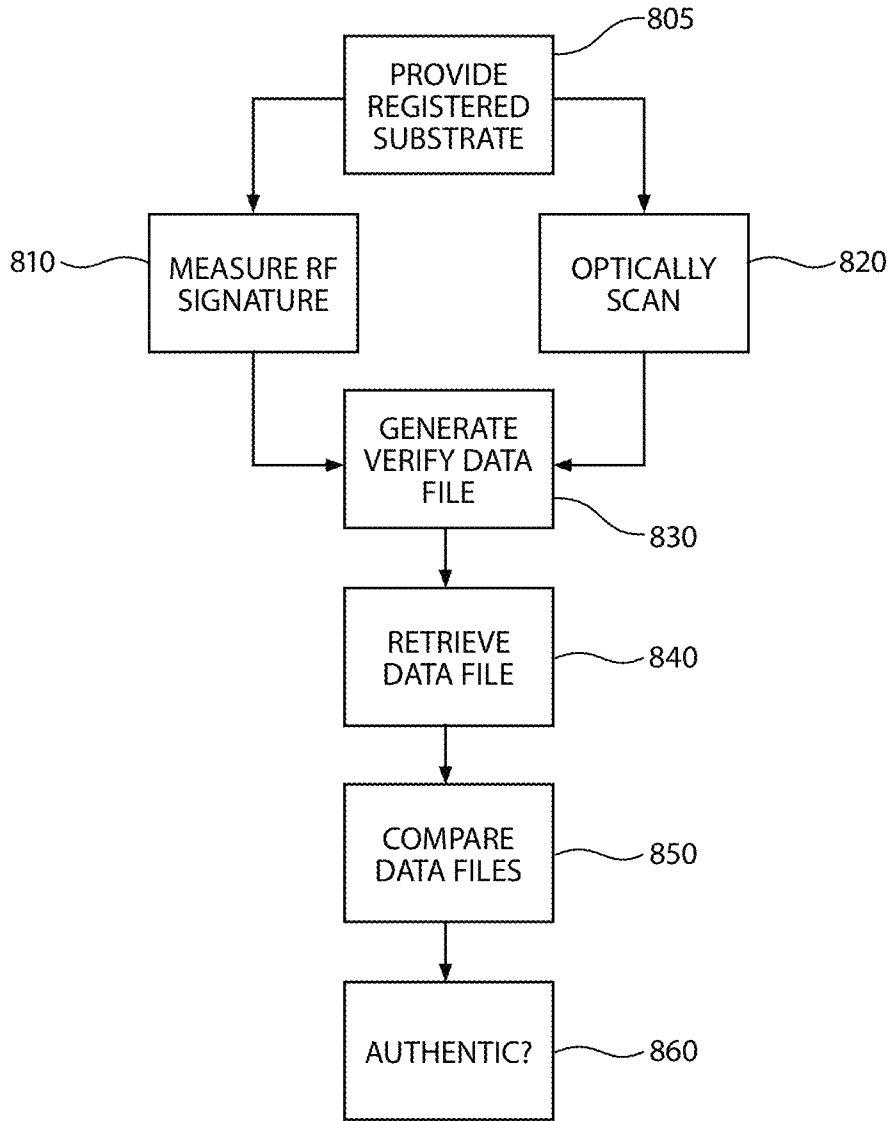 805
PROVIDE
REGISTERED
SUBSTRATE
810
MEASURE RF
SIGNATURE
OPTICALLY
SCAN
820
GENERATE
VERIFY DATA
FILE
830
RETRIEVE
DATA FILE
840
COMPARE
DATA FILES
850
AUTHENTIC?
860